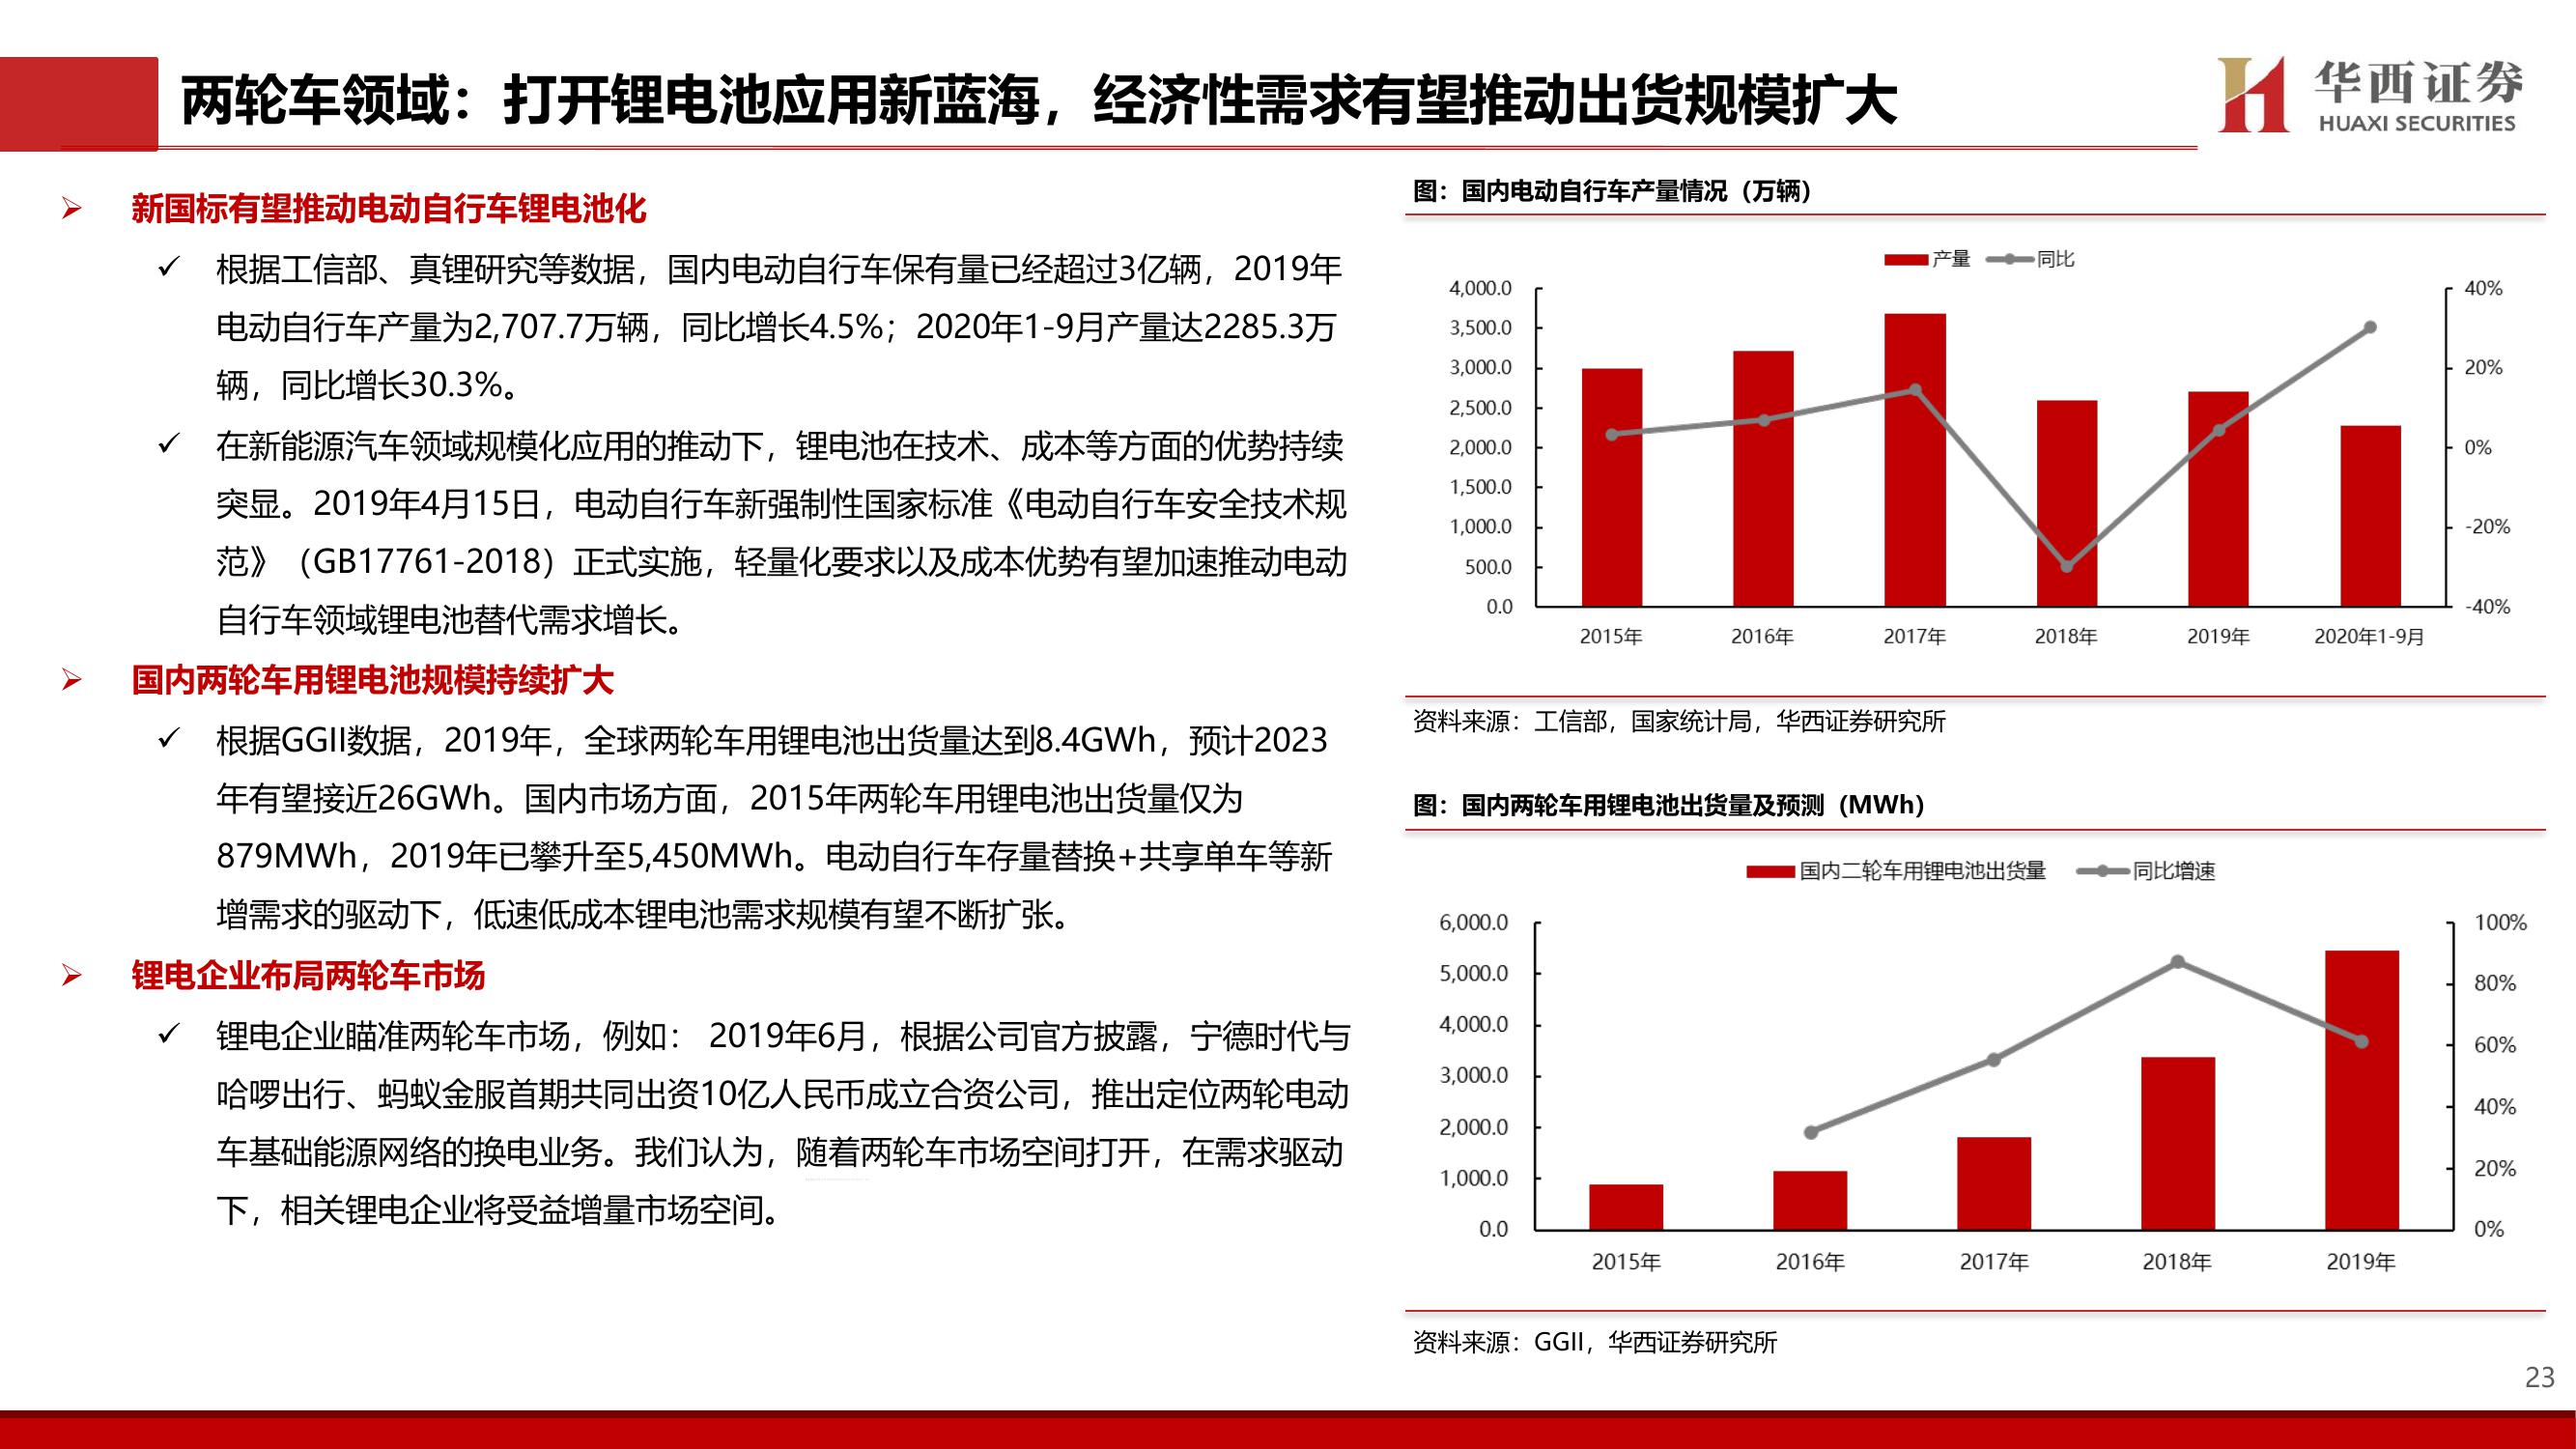 两轮车领域：打开锂电池应用新蓝海，经济性需求有望推动出货规模扩大
华西证券
HUAXI SECURITIES
新国标有望推动电动自行车锂电池化
根据工信部、真锂研究等数据，国内电动自行车保有量已经超过3亿辆，2019年
电动自行车产量为2,707.7万辆，同比增长4.5%；2020年1-9月产量达2285.3万
辆，同比增长30.3%。
在新能源汽车领域规模化应用的推动下，锂电池在技术、成本等方面的优势持续
突显。2019年4月15日，电动自行车新强制性国家标准《电动自行车安全技术规
范》（GB17761-2018）正式实施，轻量化要求以及成本优势有望加速推动电动
自行车领域锂电池替代需求增长。
国内两轮车用锂电池规模持续扩大
根据GGII数据，2019年，全球两轮车用锂电池出货量达到8.4GWh，预计2023
年有望接近26GWh。国内市场方面，2015年两轮车用锂电池出货量仅为
879MWh，2019年已攀升至5,450MWh。电动自行车存量替换+共享单车等新
增需求的驱动下，低速低成本锂电池需求规模有望不断扩张。
锂电企业布局两轮车市场
锂电企业瞄准两轮车市场，例如： 2019年6月，根据公司官方披露，宁德时代与
哈啰出行、蚂蚁金服首期共同出资10亿人民币成立合资公司，推出定位两轮电动
车基础能源网络的换电业务。我们认为，随着两轮车市场空间打开，在需求驱动
下，相关锂电企业将受益增量市场空间。
图：国内电动自行车产量情况（万辆）
产量 同比
4,000.0
3,500.0
3,000.0
2,500.0
2,000.0
1,500.0
1,000.0
500.0
0.0
40%
20%
0%
-20%
-40%
2015年 2016年 2017年 2018年 2019年 2020年1-9月
资料来源：工信部，国家统计局，华西证券研究所
图：国内两轮车用锂电池出货量及预测（MWh）
国内二轮车用锂电池出货量 同比增速
6,000.0
5,000.0
4,000.0
3,000.0
2,000.0
1,000.0
0.0
100%
80%
60%
40%
20%
0%
2015年 2016年 2017年 2018年 2019年
资料来源：GGII，华西证券研究所
23